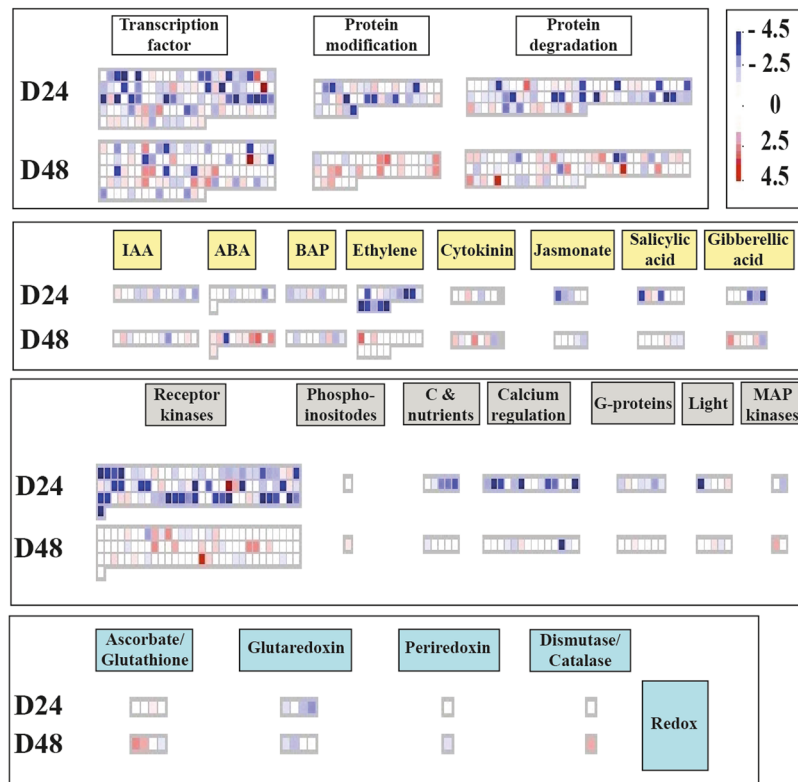 Transcription
factor
Protein
modification
Protein
degradation
D24
D48
- 4.5
- 2.5
0
2.5
4.5
IAA
ABA
BAP
Ethylene
Cytokinin
Jasmonate
Salicylic
acid
Gibberellic
acid
D24
D48
Receptor
kinases
Phospho-
inositodes
C &
nutrients
Calcium
regulation
G-proteins
Light
MAP
kinases
D24
D48
Ascorbate/
Glutathione
Glutaredoxin
Periredoxin
Dismutase/
Catalase
D24
D48
Redox